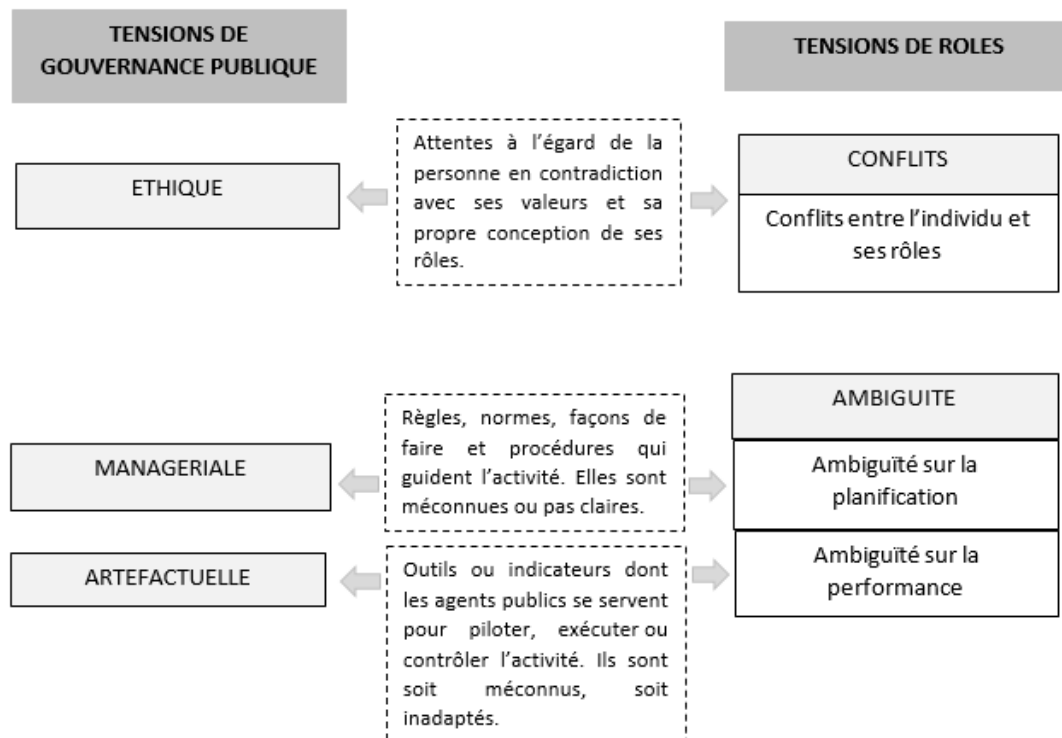 TENSIONS DE
GOUVERNANCE PUBLIQUE
TENSIONS DE ROLES
ETHIQUE
Attentes à l'égard de la
personne en contradiction
avec ses valeurs et sa
propre conception de ses
rôles.
CONFLITS
Conflits entre l'individu et
ses rôles
MANAGERIALE
Règles, normes, façons de
faire et procédures qui
guident l'activité. Elles sont
méconnues ou pas claires.
AMBIGUITE
Ambiguïté sur la
planification
ARTEFACTUELLE
Outils ou indicateurs dont
les agents publics se servent
pour piloter, exécuter ou
contrôler l'activité. Ils sont
soit méconnus, soit
inadaptés.
Ambiguïté sur la
performance